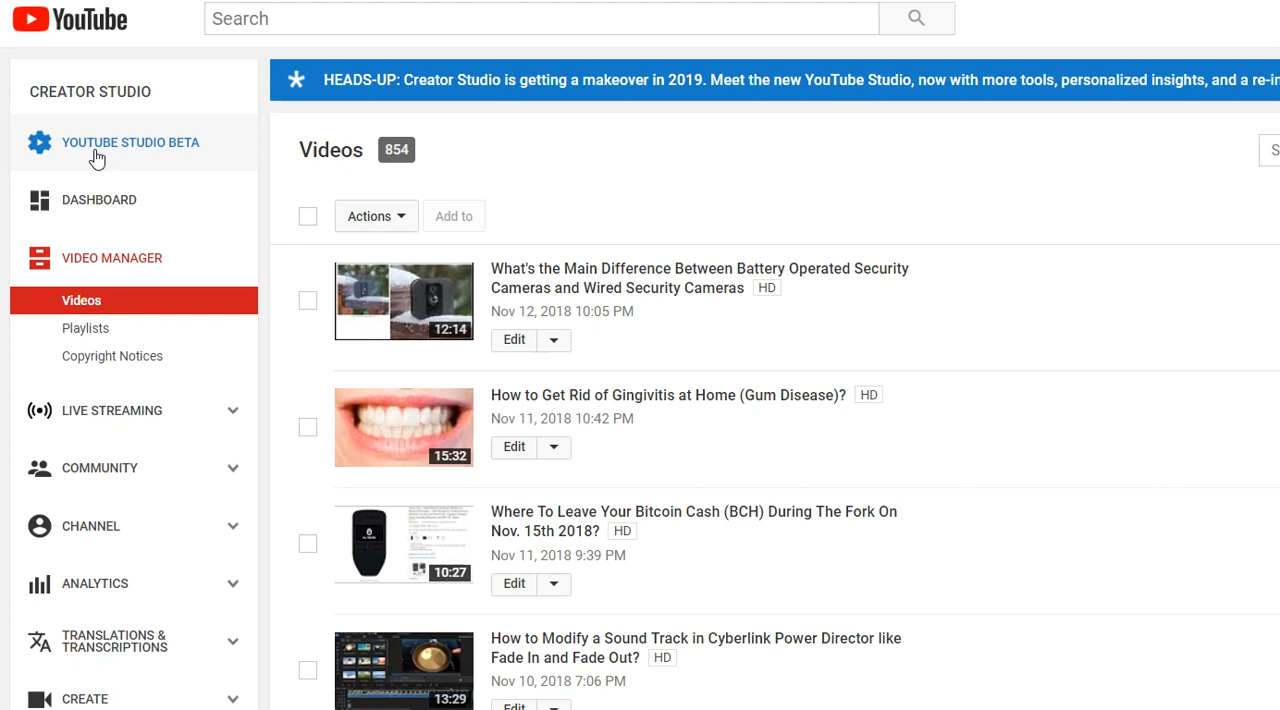 YouTube
Search
CREATOR STUDIO
HEADS-UP: Creator Studio is getting a makeover in 2019. Meet the new YouTube Studio, now with more tools, personalized insights, and a
YOUTUBE STUDIO BETA
DASHBOARD
VIDEO MANAGER
Videos
Playlists
Copyright Notices
LIVE STREAMING
COMMUNITY
CHANNEL
ANALYTICS
TRANSLATIONS &
TRANSCRIPTIONS
CREATE
Videos 854
Actions Add to
What's the Main Difference Between Battery Operated Security
Cameras and Wired Security Cameras HD
Nov 12, 2018 10:05 PM
12:14
Edit
How to Get Rid of Gingivitis at Home (Gum Disease)? HD
Nov 11, 2018 10:42 PM
Edit
15:32
Where To Leave Your Bitcoin Cash (BCH) During The Fork On
Nov. 15th 2018? HD
Nov 11, 2018 9:39 PM
10:27
Edit
How to Modify a Sound Track in Cyberlink Power Director like
Fade In and Fade Out? HD
Nov 10, 2018 7:06 PM
13:29
Edit